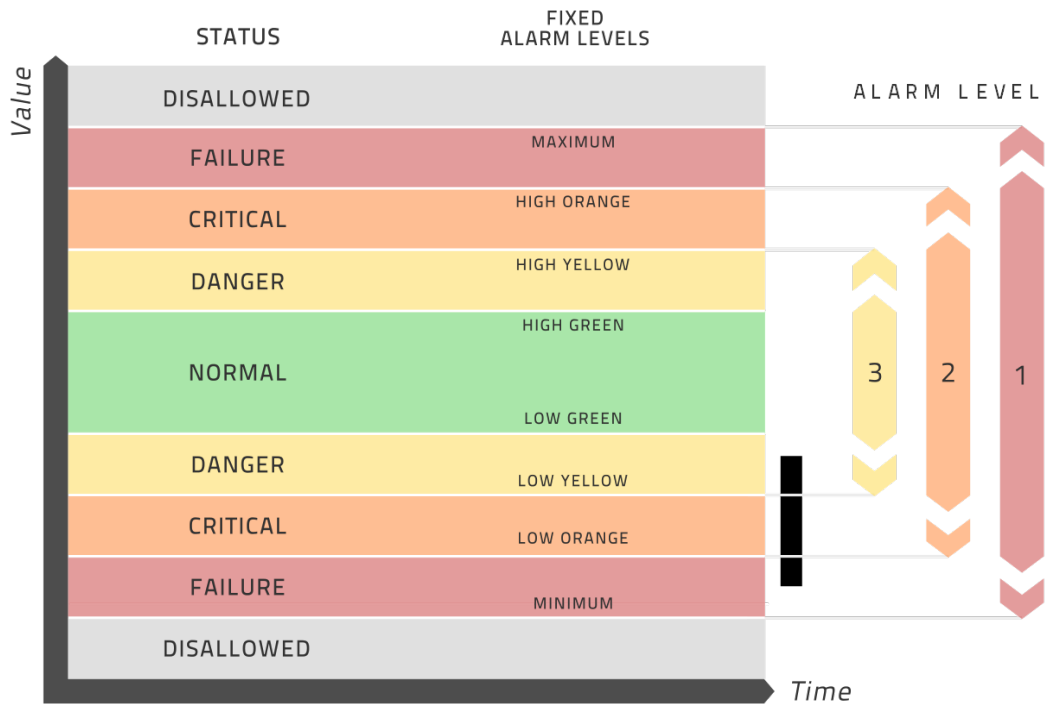 STATUS
FIXED
ALARM LEVELS
Value
ALARM LEVEL
DISALLOWED
MAXIMUM
FAILURE
HIGH ORANGE
CRITICAL
HIGH YELLOW
DANGER
HIGH GREEN
NORMAL
3
2
1
LOW GREEN
DANGER
LOW YELLOW
CRITICAL
LOW ORANGE
FAILURE
MINIMUM
DISALLOWED
Time